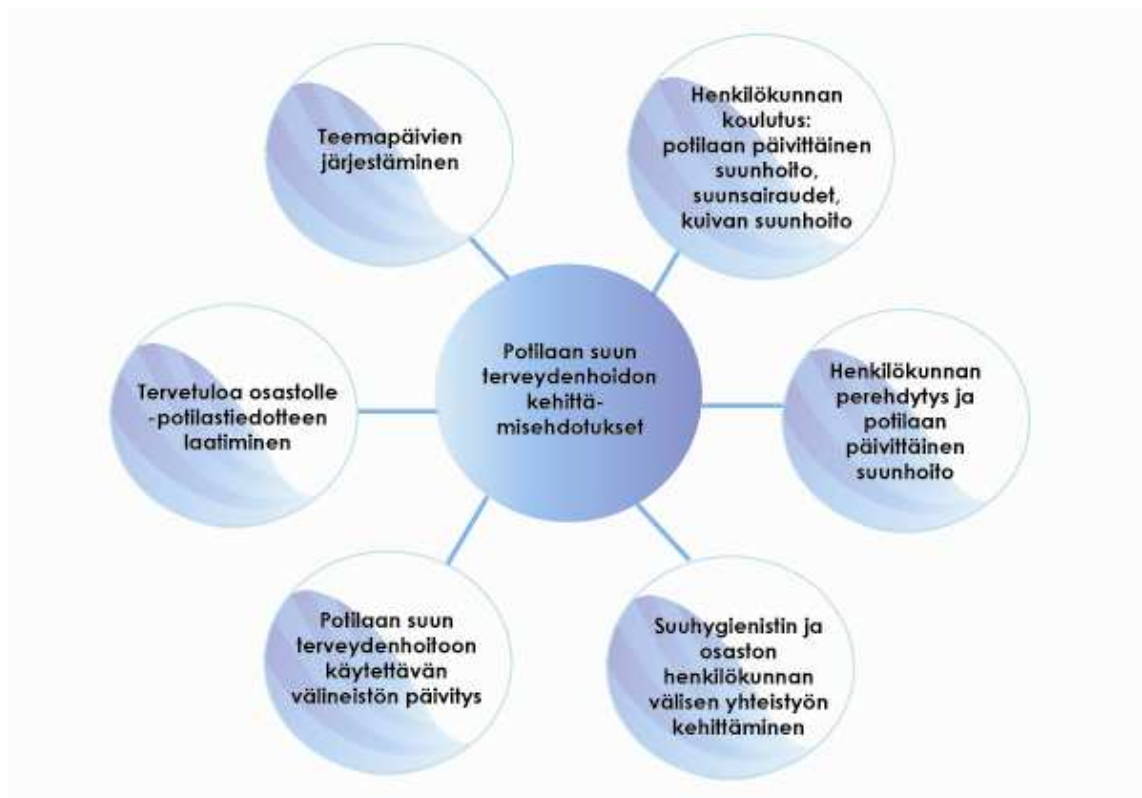 Teemapäivien
järjestäminen
Henkilökunnan
koulutus:
potilaan päivittäinen
suunhoito,
suunsairaudet,
kuivan suunhoito
Potilaan suun
terveydenhoidon
kehittä-
misehdotukset
Tervetuloa osastolle
-potilastiedotteen
laatiminen
Henkilökunnan
perehdytys ja
potilaan
päivittäinen
suunhoito
Potilaan suun
terveydenhoitoon
käytettävän
välineistön päivitys
Suuhygienistin ja
osaston
henkilökunnan
välisen yhteistyön
kehittäminen